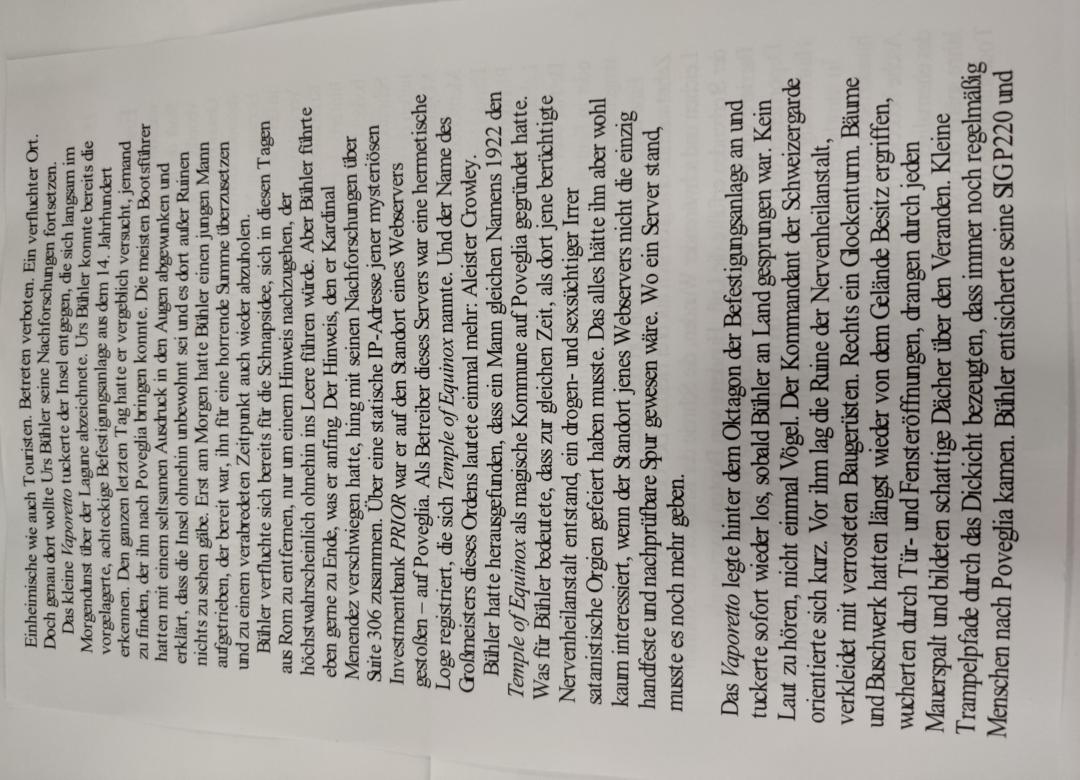 Einheimische wie auch Touristen. Betreten verboten. Ein verfluchter Ort.
Doch genau dort wollte Urs Bühler seine Nachforschungen fortsetzen.
Das kleine Vaporetto tuckerte der Insel entgegen, die sich langsam im
Morgendunst über der Lagune abzeichnete. Urs Bühler konnte bereits die
vorgelagerte, achteckige Befestigungsanlage aus dem 14. Jahrhundert
erkennen. Den ganzen letzten Tag hatte er vergeblich versucht, jemand
zu finden, der ihn nach Poveglia bringen konnte. Die meisten Bootsführer
hatten mit einem seltsamen Ausdruck in den Augen abgewunken und
erklärt, dass die Insel ohnehin unbewohnt sei und es dort außer Ruinen
nichts zu sehen gäbe. Erst am Morgen hatte Bühler einen jungen Mann
aufgetrieben, der bereit war, ihn für eine horrende Summe überzusetzen
und zu einem verabredeten Zeitpunkt auch wieder abzuholen.
Bühler verfluchte sich bereits für die Schnapsidee, sich in diesen Tagen
aus Rom zu entfernen, nur um einem Hinweis nachzugehen, der
höchstwahrscheinlich ohnehin ins Leere führen würde. Aber Bühler führte
eben gerne zu Ende, was er anfing. Der Hinweis, den er Kardinal
Menendez verschwiegen hatte, hing mit seinen Nachforschungen über
Suite 306 zusammen. Über eine statische IP-Adresse jener mysteriösen
Investmentbank PRIOR war er auf den Standort eines Webservers
gestoßen – auf Poveglia. Als Betreiber dieses Servers war eine hermetische
Loge registriert, die sich Temple of Equinox nannte. Und der Name des
Großmeisters dieses Ordens lautete einmal mehr: Aleister Crowley.
Bühler hatte herausgefunden, dass ein Mann gleichen Namens 1922 den
Temple of Equinox als magische Kommune auf Poveglia gegründet hatte.
Was für Bühler bedeutete, dass zur gleichen Zeit, als dort jene berüchtigte
Nervenheilanstalt entstand, ein drogen- und sexsüchtiger Irrer
satanistische Orgien gefeiert haben musste. Das alles hätte ihn aber wohl
kaum interessiert, wenn der Standort jenes Webservers nicht die einzig
handfeste und nachprüfbare Spur gewesen wäre. Wo ein Server stand,
musste es noch mehr geben.
Das Vaporetto legte hinter dem Oktagon der Befestigungsanlage an und
tuckerte sofort wieder los, sobald Bühler an Land gesprungen war. Kein
Laut zu hören, nicht einmal Vögel. Der Kommandant der Schweizergarde
orientierte sich kurz. Vor ihm lag die Ruine der Nervenheilanstalt,
verkleidet mit verrosteten Baugerüsten. Rechts ein Glockenturm. Bäume
und Buschwerk hatten längst wieder von dem Gelände Besitz ergriffen,
wucherten durch Tür- und Fensteröffnungen, drangen durch jeden
Mauerspalt und bildeten schattige Dächer über den Veranden. Kleine
Trampelpfade durch das Dickicht bezeugten, dass immer noch regelmäßig
Menschen nach Poveglia kamen. Bühler entsicherte seine SIG P220 und